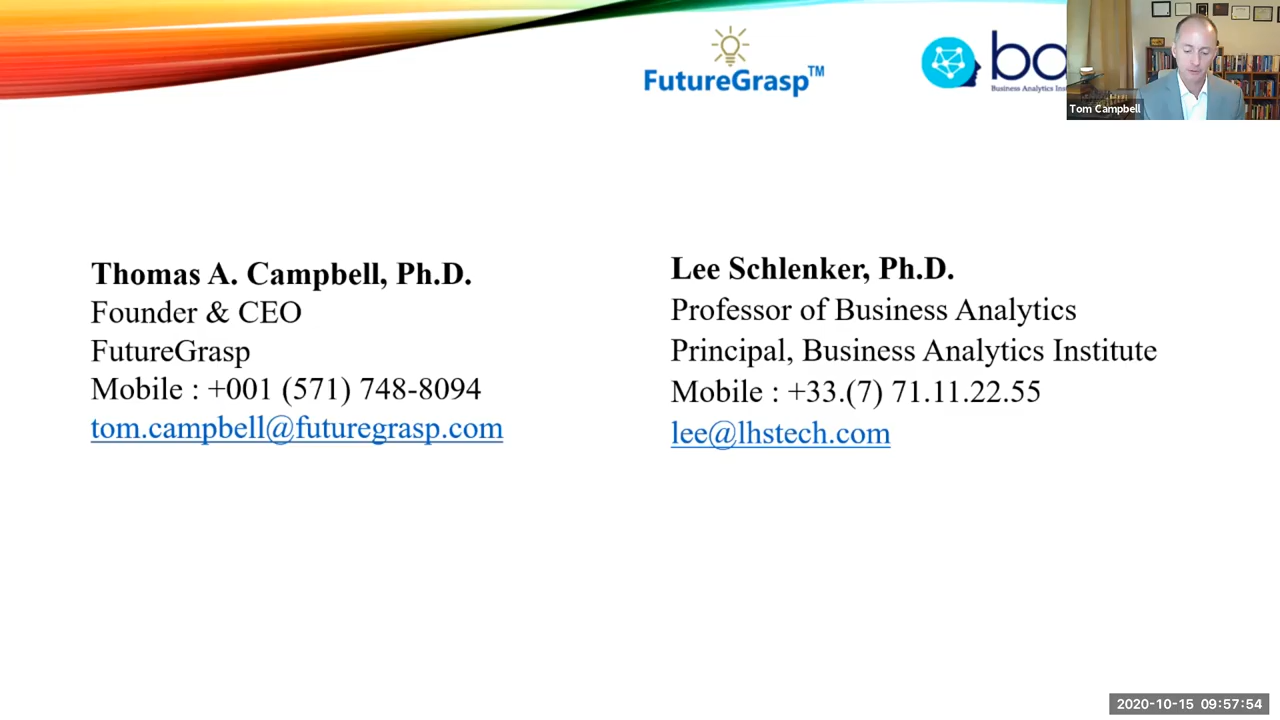 FutureGrasp™
Business Analytics
Tom Campbell
Thomas A. Campbell, Ph.D.
Founder & CEO
FutureGrasp
Mobile : +001 (571) 748-8094
tom.campbell@futuregrasp.com
Lee Schlenker, Ph.D.
Professor of Business Analytics
Principal, Business Analytics Institute
Mobile : +33.(7) 71.11.22.55
lee@lhstech.com
2020-10-15 09:57:54